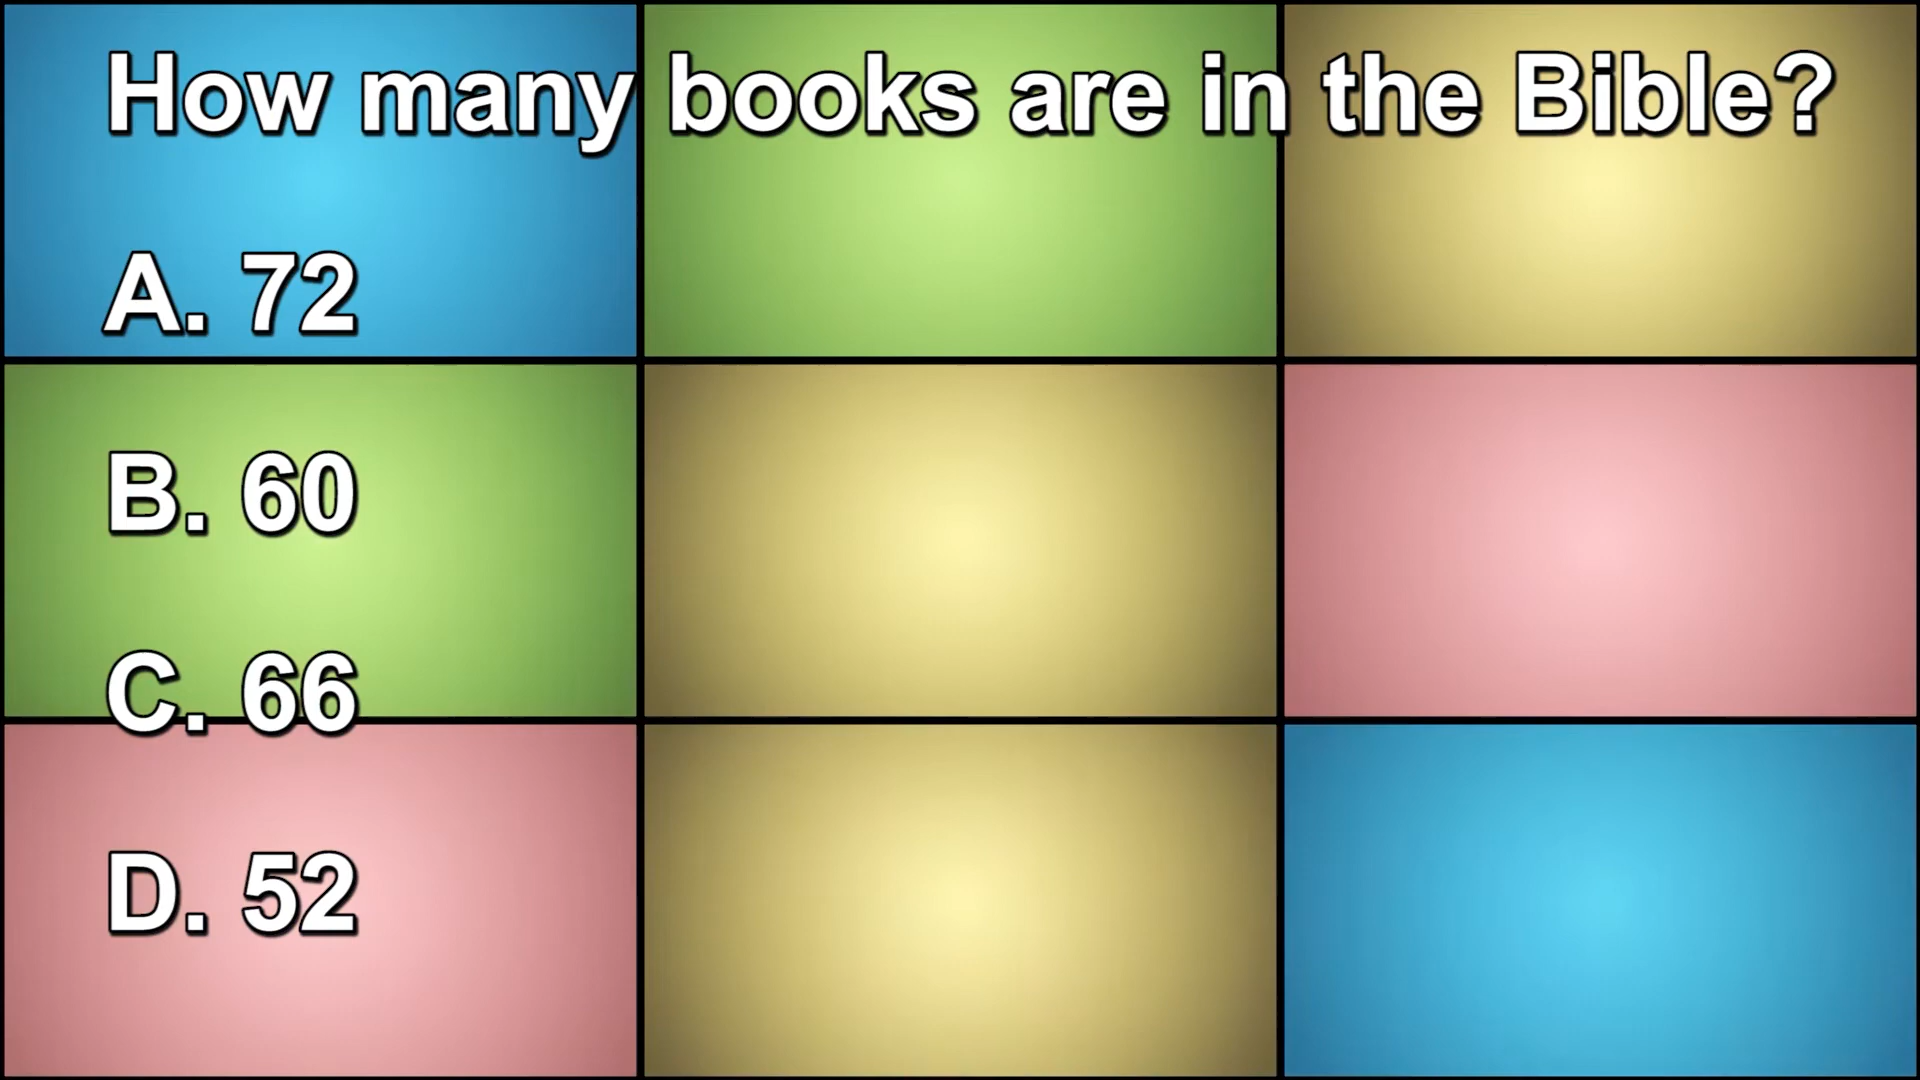 How many books are in the Bible?
A. 72
B. 60
C. 66
D. 52